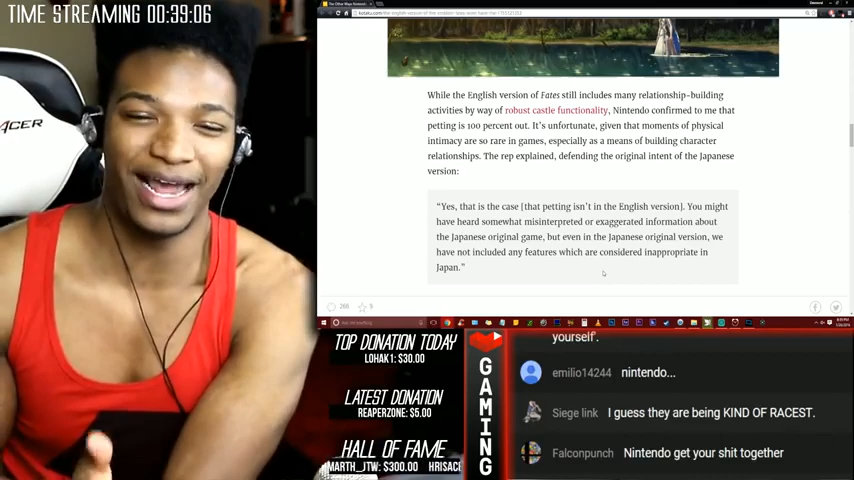 TIME STREAMING 00:39:06
ACER
While the English version of Fates still includes many relationship-building
activities by way of robust castle functionality, Nintendo confirmed to me that
petting is 100 percent out. It's unfortunate, given that moments of physical
intimacy are so rare in games, especially as a means of building character
relationships. The rep explained, defending the original intent of the Japanese
version:
“Yes, that is the case [that petting isn't in the English version]. You might
have heard somewhat misinterpreted or exaggerated information about
the Japanese original game, but even in the Japanese original version, we
have not included any features which are considered inappropriate in
Japan.”
TOP DONATION TODAY
LOHAK1: $30.00
LATEST DONATION
REAPERZONE: $5.00
HALL OF FAME
MARTH_JTW: $300.00 HRISAC
GAMING
yourself'.
emilio14244 nintendo...
Siege link I guess they are being KIND OF RACEST.
Falconpunch Nintendo get your shit together